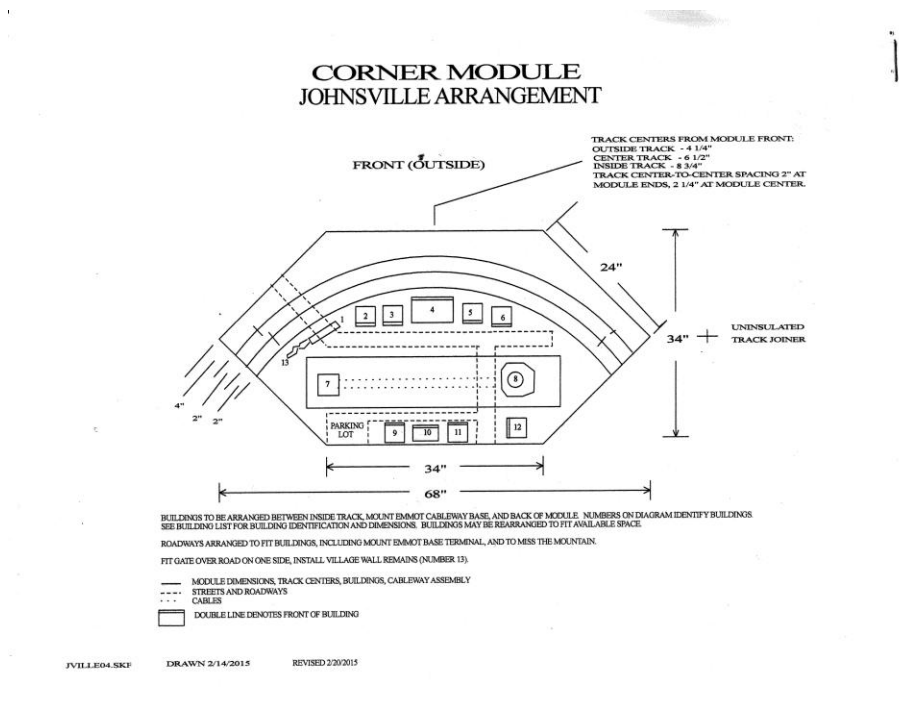 CORNER MODULE
JOHNSVILLE ARRANGEMENT
TRACK CENTERS FROM MODULE FRONT:
OUTSIDE TRACK - 4 1/4"
CENTER TRACK - 6 1/2"
INSIDE TRACK - 8 3/4"
TRACK CENTER-TO-CENTER SPACING 2" AT
MODULE ENDS, 2 1/4" AT MODULE CENTER.
FRONT (OUTSIDE)
24"
1
2
3
4
5
6
13
34"
UNINSULATED
TRACK JOINER
7
8
4"
2"
2"
PARKING
LOT
9
10
11
12
34"
68"
BUILDINGS TO BE ARRANGED BETWEEN INSIDE TRACK, MOUNT EMMOT CABLEWAY BASE, AND BACK OF MODULE. NUMBERS ON DIAGRAM IDENTIFY BUILDINGS.
SEE BUILDING LIST FOR BUILDING IDENTIFICATION AND DIMENSIONS. BUILDINGS MAY BE REARRANGED TO FIT AVAILABLE SPACE.
ROADWAYS ARRANGED TO FIT BUILDINGS, INCLUDING MOUNT EMMOT BASE TERMINAL, AND TO MISS THE MOUNTAIN.
FIT GATE OVER ROAD ON ONE SIDE, INSTALL VILLAGE WALL REMAINS (NUMBER 13).
MODULE DIMENSIONS, TRACK CENTERS, BUILDINGS, CABLEWAY ASSEMBLY
STREETS AND ROADWAYS
CABLES
DOUBLE LINE DENOTES FRONT OF BUILDING
JVILLE04.SKF DRAWN 2/14/2015 REVISED 2/20/2015